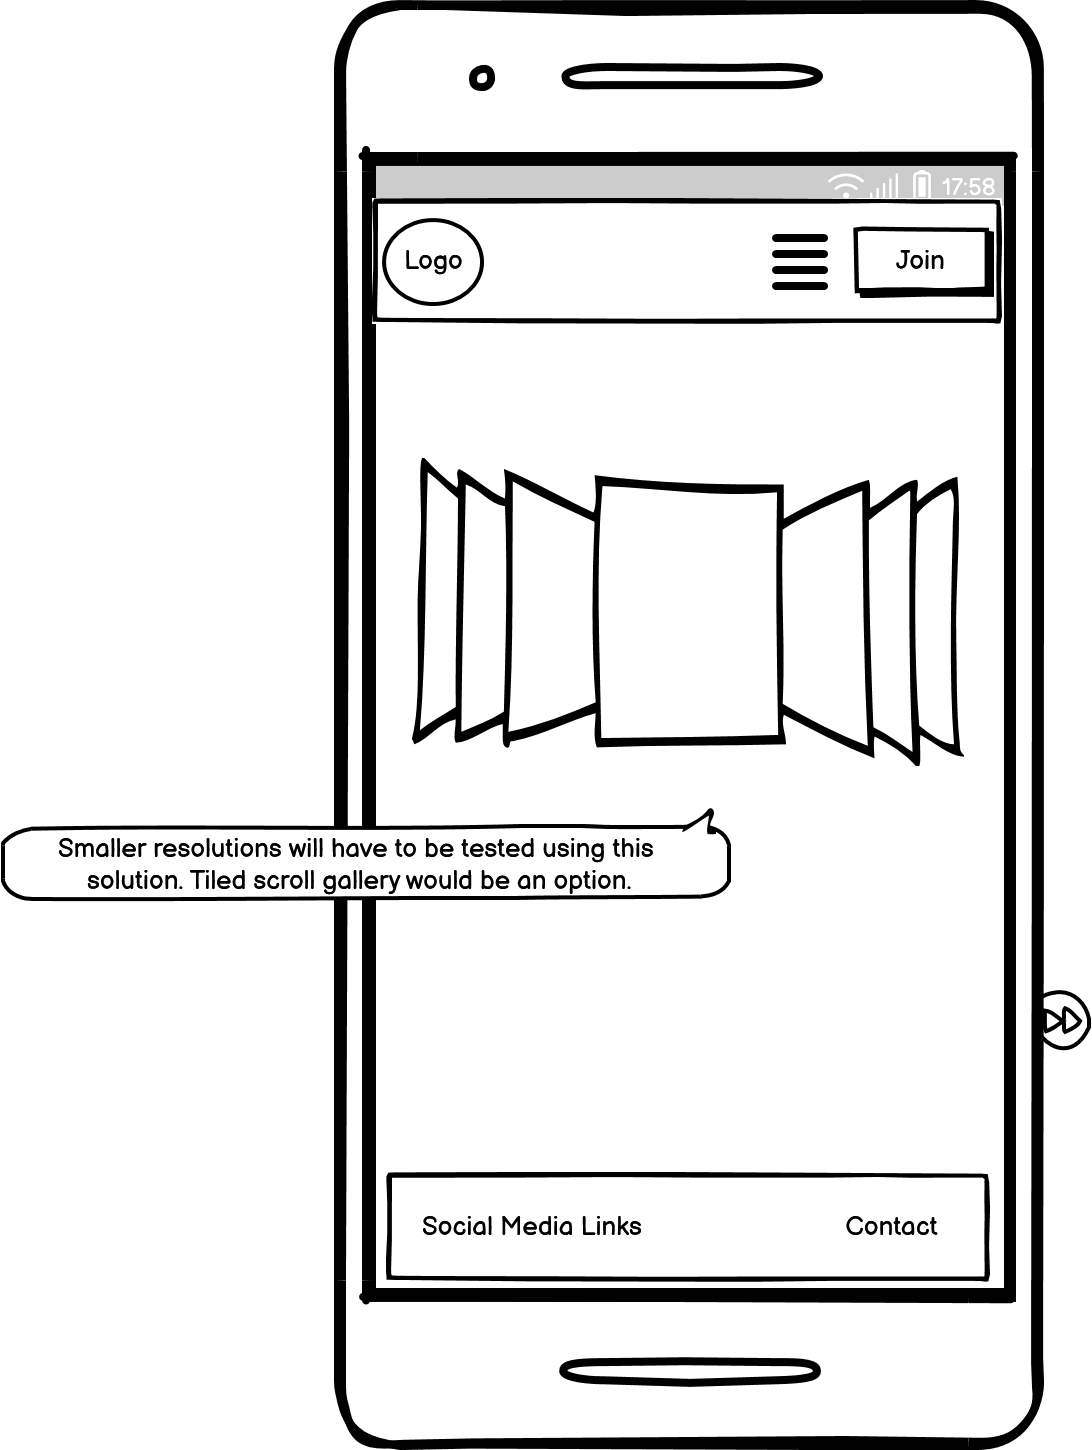 17:58
Logo
Join
Smaller resolutions will have to be tested using this
solution. Tiled scroll gallery would be an option.
Social Media Links
Contact